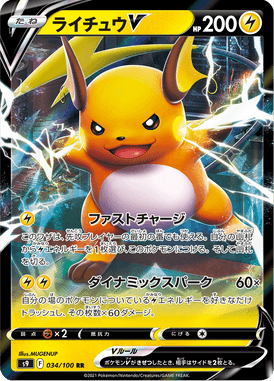 たね ライチュウV HP200
ファストチャージ
このワザは、先攻プレイヤーの最初の番でも使える。自分の山札
からエネルギーを1枚選び、このポケモンにつける。そして山札
を切る。
ダイナミックスパーク 60×
自分の場のポケモンについているエネルギーを好きなだけ
トラッシュし、その枚数×60ダメージ。
弱点 ×2 抵抗力 にげる
Illus.MUGENUP
Vルール
ポケモンVがきぜつしたとき、相手はサイドを2枚とる。
s9 F 034/100 RR
©2021 Pokémon/Nintendo/Creatures/GAME FREAK.